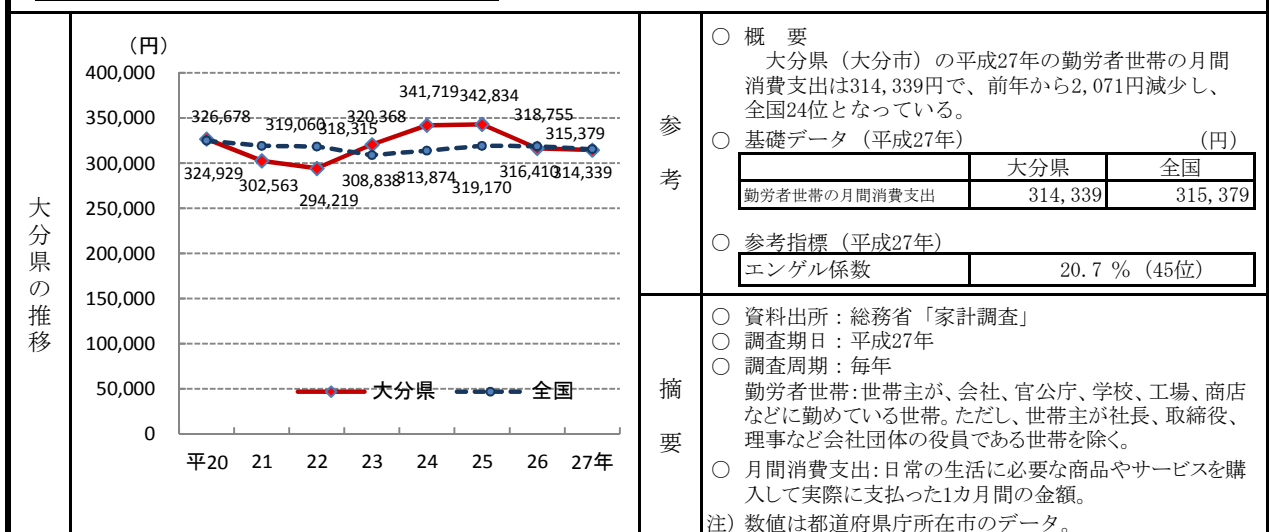 大分県の推移
（円）
400,000
350,000
300,000
250,000
200,000
150,000
100,000
50,000
0
326,678
319,060
318,315
320,368
341,719
342,834
318,755
315,379
324,929
302,563
294,219
308,838
313,874
319,170
316,410
314,339
大分県 全国
平20 21 22 23 24 25 26 27年
参考
○ 概　要
大分県（大分市）の平成27年の勤労者世帯の月間
消費支出は314,339円で、前年から2,071円減少し、
全国24位となっている。
○ 基礎データ（平成27年） (円)
大分県 全国
勤労者世帯の月間消費支出 314,339 315,379
○ 参考指標（平成27年）
エンゲル係数 20.7 %（45位）
摘要
○ 資料出所：総務省「家計調査」
○ 調査期日：平成27年
○ 調査周期：毎年
勤労者世帯：世帯主が、会社、官公庁、学校、工場、商店
などに勤めている世帯。ただし、世帯主が社長、取締役、
理事など会社団体の役員である世帯を除く。
○ 月間消費支出：日常の生活に必要な商品やサービスを購
入して実際に支払った1カ月間の金額。
注）数値は都道府県庁所在市のデータ。